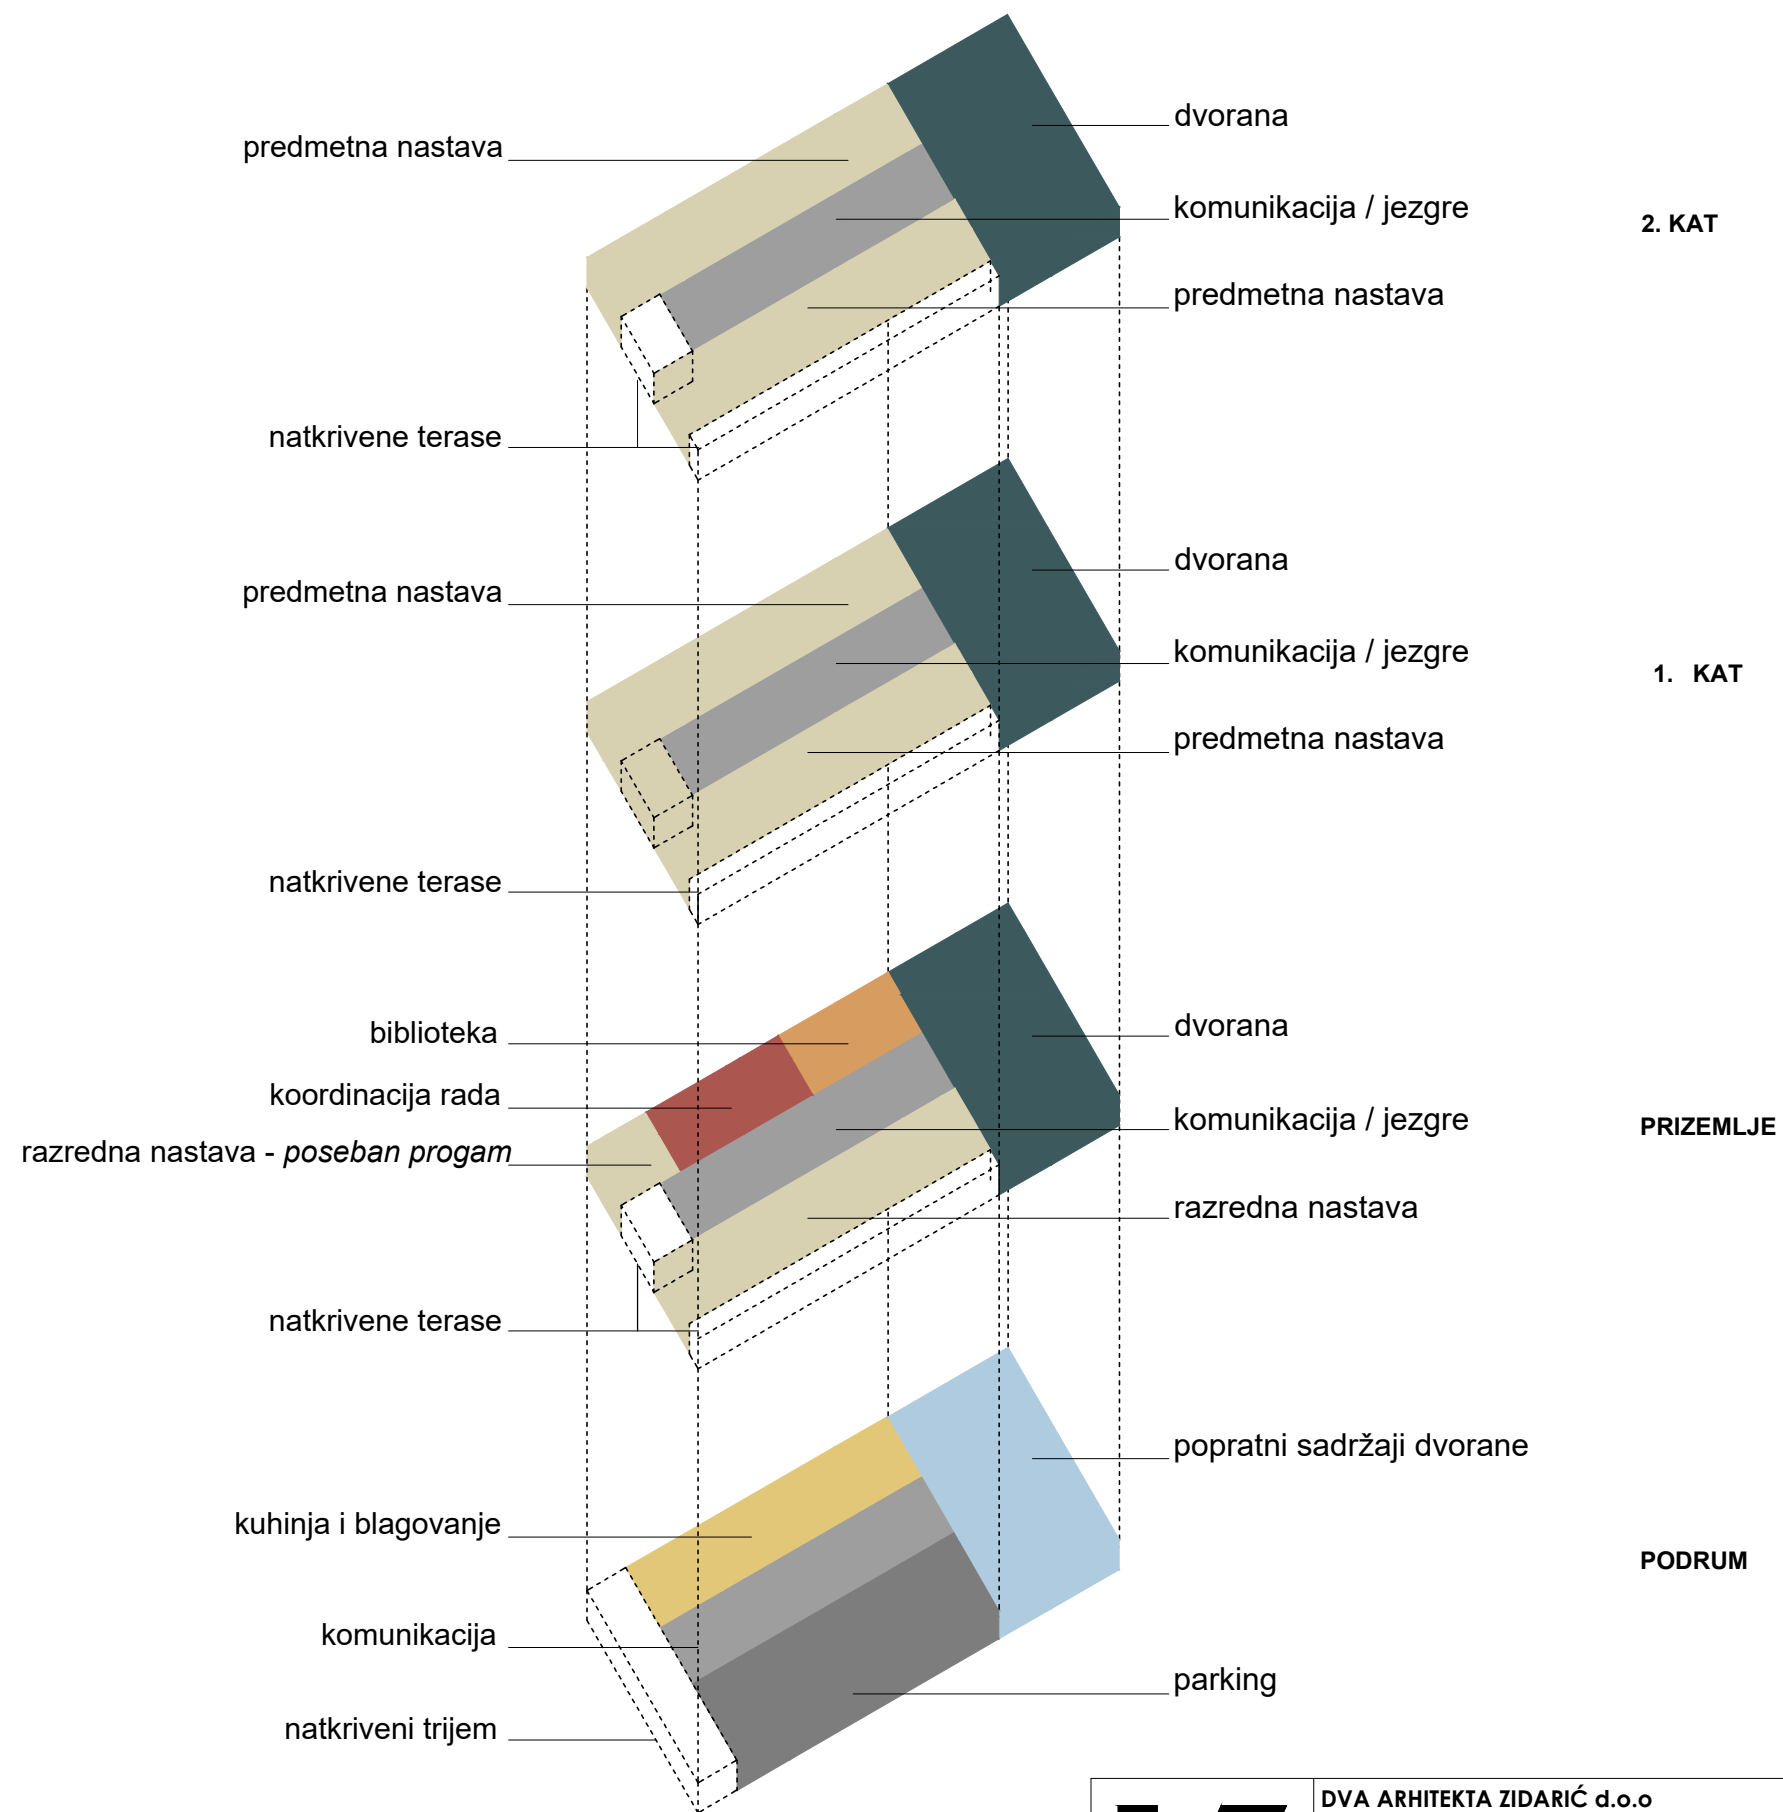 dvorana
predmetna nastava
komunikacija / jezgre
2. KAT
predmetna nastava
natkrivene terase
dvorana
predmetna nastava
komunikacija / jezgre
1. KAT
predmetna nastava
natkrivene terase
dvorana
biblioteka
koordinacija rada
komunikacija / jezgre
PRIZEMLJE
razredna nastava - poseban progam
razredna nastava
natkrivene terase
popratni sadržaji dvorane
kuhinja i blagovanje
PODRUM
komunikacija
parking
natkriveni trijem
DVA ARHITEKTA ZIDARIĆ d.o.o